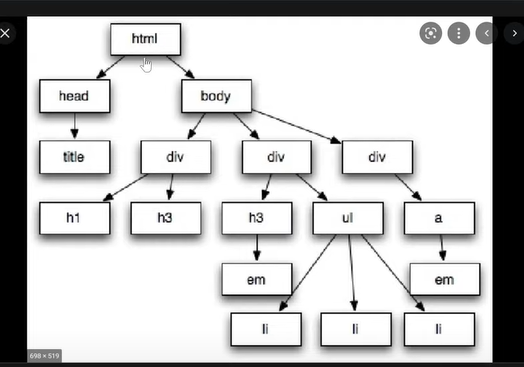 html
head
body
title
div
div
div
h1
h3
h3
ul
a
em
em
li
li
li
698 × 519